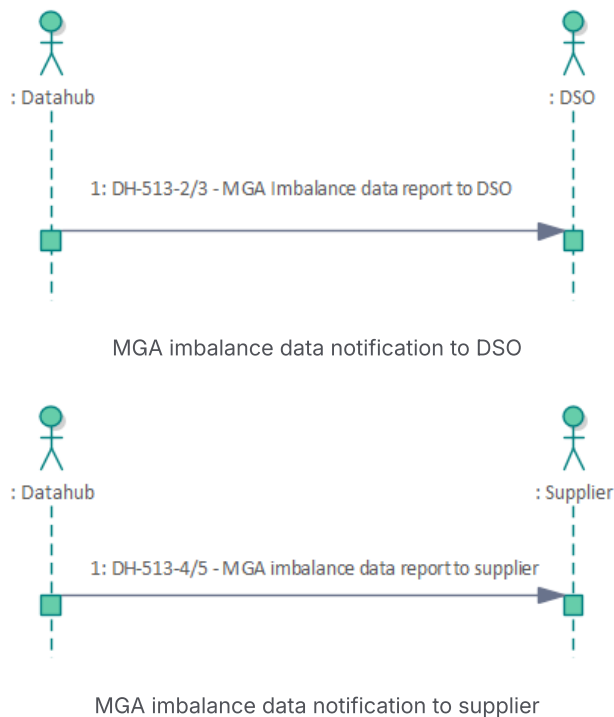 : Datahub
: DSO
1: DH-513-2/3 - MGA Imbalance data report to DSO
MGA imbalance data notification to DSO
: Datahub
: Supplier
1: DH-513-4/5 - MGA imbalance data report to supplier
MGA imbalance data notification to supplier